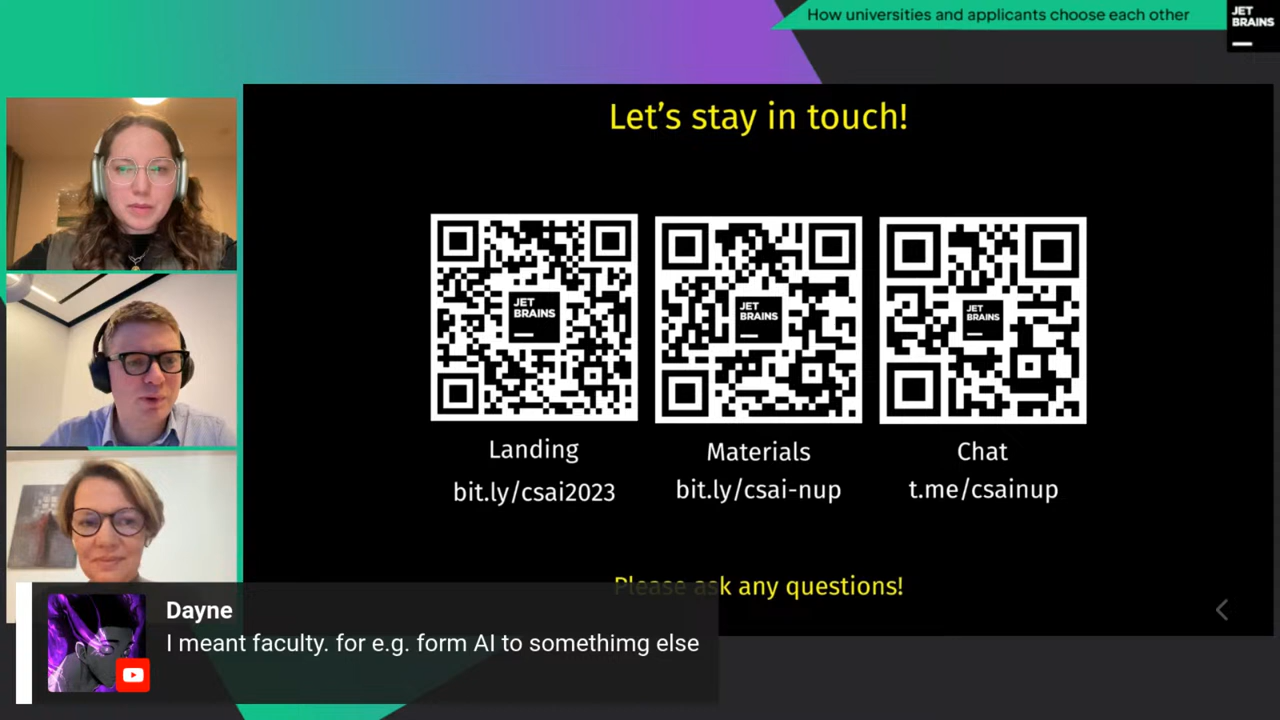 How universities and applicants choose each other
JET
BRAINS
Let's stay in touch!
JET
BRAINS
JET
BRAINS
JET
BRAINS
Landing
Materials
Chat
bit.ly/csai2023
bit.ly/csai-nup
t.me/csainup
Please ask any questions!
Dayne
I meant faculty. for e.g. form AI to somethimg else